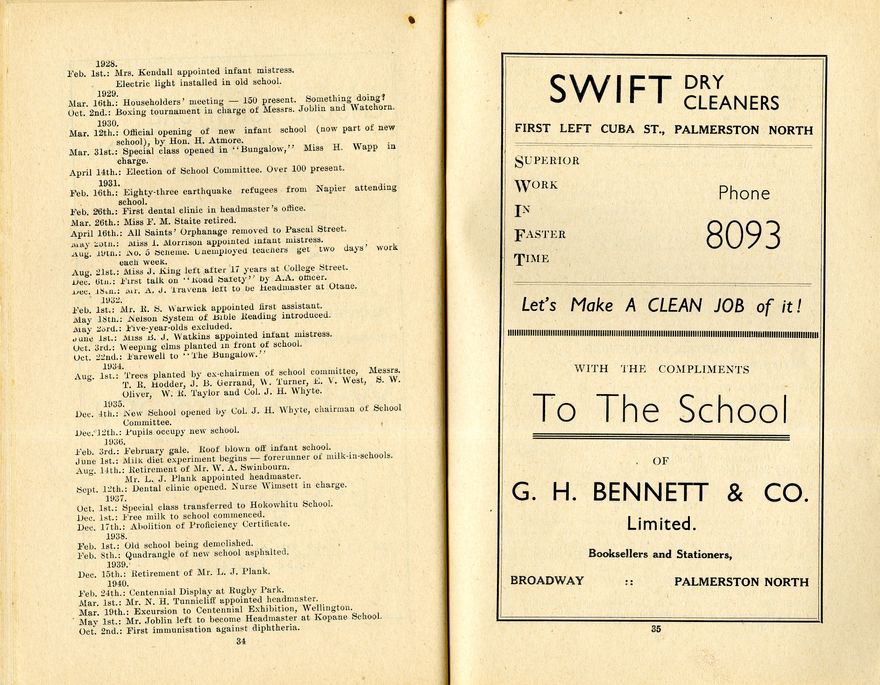 1928.
Feb. 1st.: Mrs. Kendall appointed infant mistress.
Electric light installed in old school.
1929.
Mar. 16th.: Householders' meeting — 150 present. Something doing?
Oct. 2nd.: Boxing tournament in charge of Messrs. Joblin and Watchorn.
1930.
Mar. 12th.: Official opening of new infant school (now part of new
school), by Hon. H. Atmore.
Mar. 31st.: Special class opened in "Bungalow," Miss H. Wapp in
charge.
April 14th.: Election of School Committee. Over 100 present.
1931.
Feb. 16th.: Eighty-three earthquake refugees from Napier attending
school.
Feb. 26th.: First dental clinic in headmaster's office.
Mar. 26th.: Miss F. M. Staite retired.
April 16th.: All Saints' Orphanage removed to Pascal Street.
May 25th.: Miss I. Morrison appointed infant mistress.
Aug. 19th.: No. 5 Scheme. Unemployed teachers get two days' work
each week.
Aug. 21st.: Miss J. King left after 17 years at College Street.
Dec. 6th.: First talk on "Road Safety" by A.A. officer.
Dec. 18th.: Mr. A. J. Travena left to be Headmaster at Otane.
1932.
Feb. 1st.: Mr. R. S. Warwick appointed first assistant.
May 18th.: Nelson System of Bible Reading introduced.
May 23rd.: Five-year-olds excluded.
June 1st.: Miss B. J. Watkins appointed infant mistress.
Oct. 3rd.: Weeping elms planted in front of school.
Oct. 22nd.: Farewell to "The Bungalow."
1934.
Aug. 1st.: Trees planted by ex-chairmen of school committee, Messrs.
T. R. Hodder, J. B. Gerrand, W. Turner, E. V. West, S. W.
Oliver, W. R. Taylor and Col. J. H. Whyte.
1935.
Dec. 4th.: New School opened by Col. J. H. Whyte, chairman of School
Committee.
Dec. 12th.: Pupils occupy new school.
1936.
Feb. 3rd.: February gale. Roof blown off infant school.
June 1st.: Milk diet experiment begins — forerunner of milk-in-schools.
Aug. 14th.: Retirement of Mr. W. A. Swinbourn.
Mr. L. J. Plank appointed headmaster.
Sept. 12th.: Dental clinic opened. Nurse Wimsett in charge.
1937.
Oct. 1st.: Special class transferred to Hokowhitu School.
Dec. 1st.: Free milk to school commenced.
Dec. 17th.: Abolition of Proficiency Certificate.
1938.
Feb. 1st.: Old school being demolished.
Feb. 8th.: Quadrangle of new school asphalted.
1939.
Dec. 15th.: Retirement of Mr. L. J. Plank.
1940.
Feb. 24th.: Centennial Display at Rugby Park.
Mar. 1st.: Mr. N. H. Tunnicliff appointed headmaster.
Mar. 19th.: Excursion to Centennial Exhibition, Wellington.
May 1st.: Mr. Joblin left to become Headmaster at Kopane School.
Oct. 2nd.: First immunisation against diphtheria.
34
SWIFT DRY CLEANERS
FIRST LEFT CUBA ST., PALMERSTON NORTH
SUPERIOR
WORK
IN
FASTER
TIME
Phone
8093
Let's Make A CLEAN JOB of it!
WITH THE COMPLIMENTS
To The School
OF
G. H. BENNETT & CO.
Limited.
Booksellers and Stationers,
BROADWAY :: PALMERSTON NORTH
35